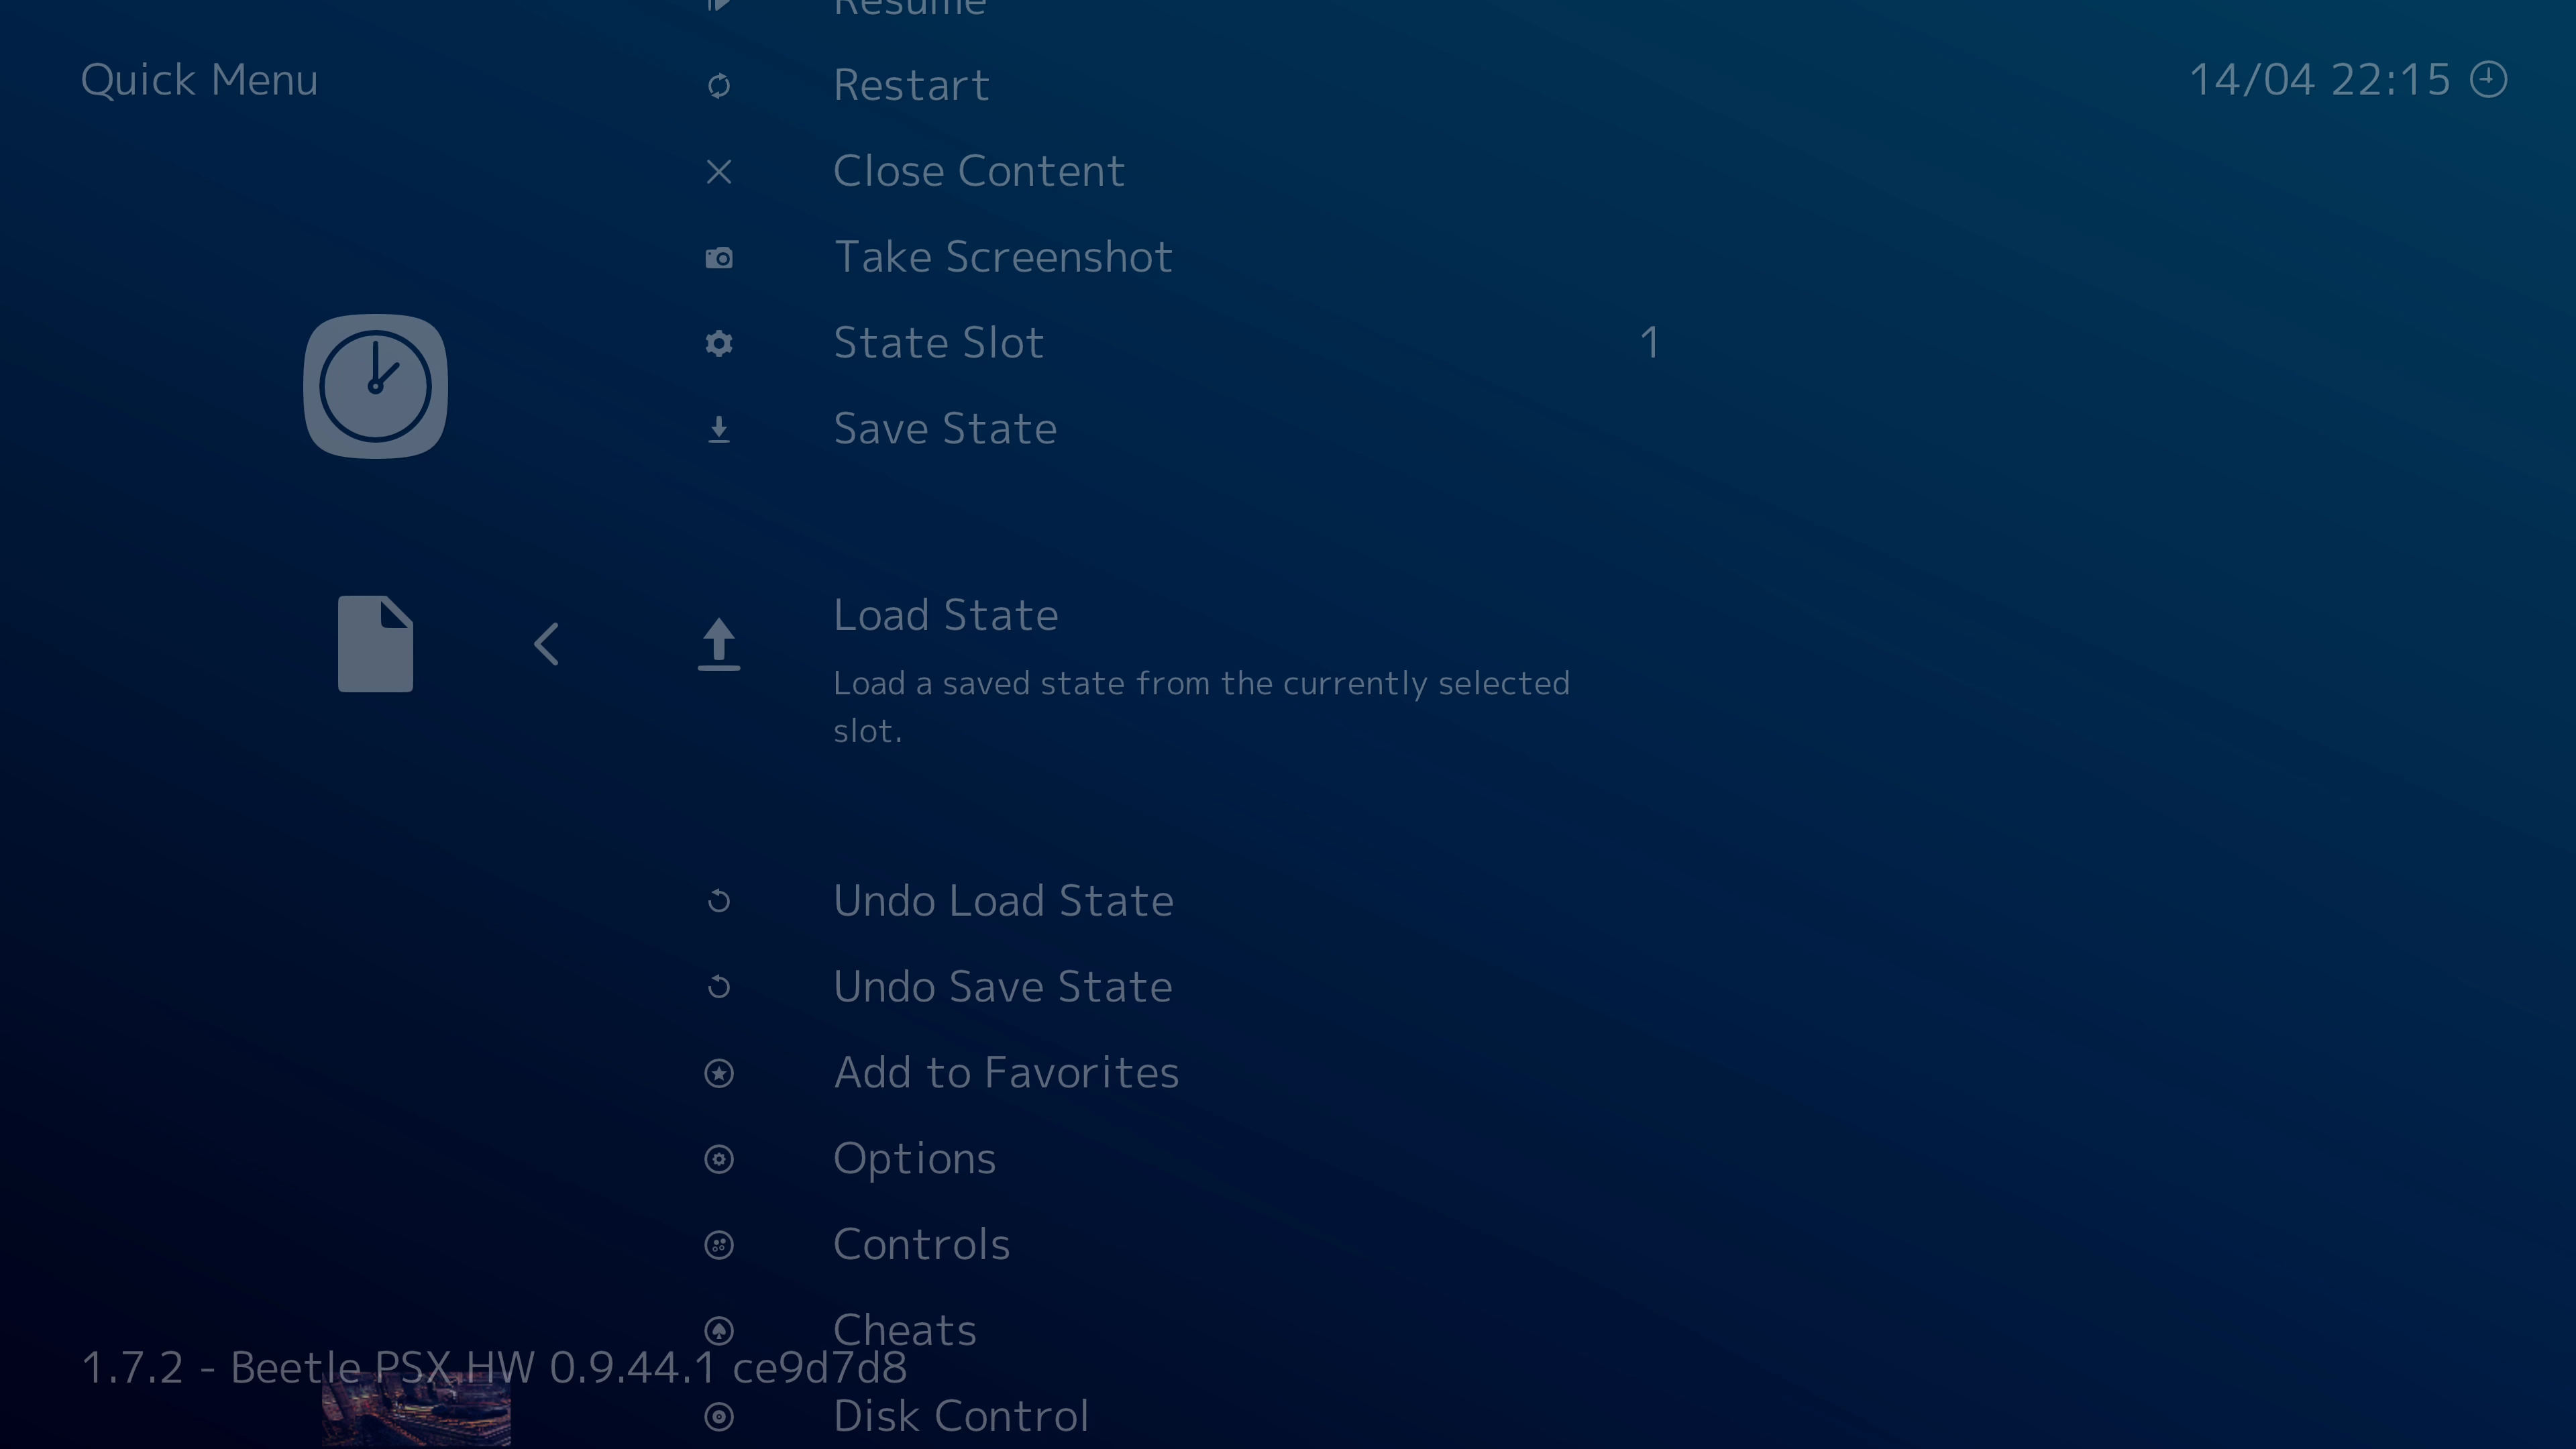 Resume
Quick Menu
14/04 22:15
Restart
Close Content
Take Screenshot
State Slot 1
Save State
Load State
Load a saved state from the currently selected
slot.
Undo Load State
Undo Save State
Add to Favorites
Options
Controls
Cheats
1.7.2 - Beetle PSX HW 0.9.44.1 ce9d7d8
Disk Control